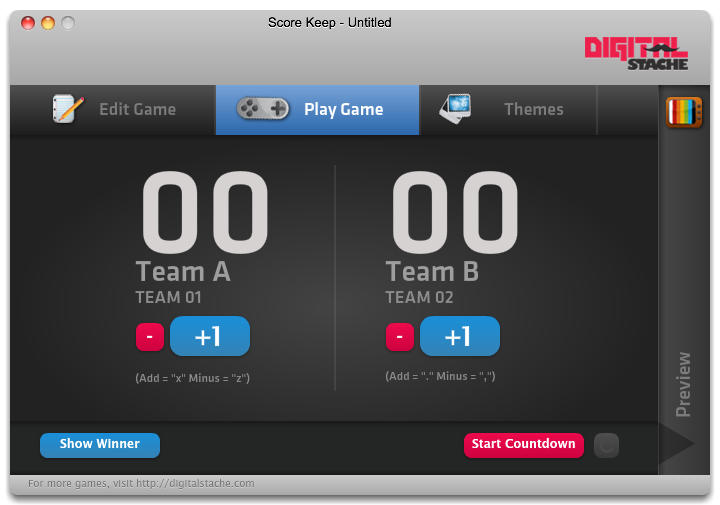 Score Keep - Untitled
DIGITAL
STACHE
Edit Game
Play Game
Themes
00
00
Team A
Team B
TEAM 01
TEAM 02
-
+1
-
+1
(Add = "x" Minus = "z")
(Add = "." Minus = ",")
Preview
Show Winner
Start Countdown
For more games, visit http://digitalstache.com